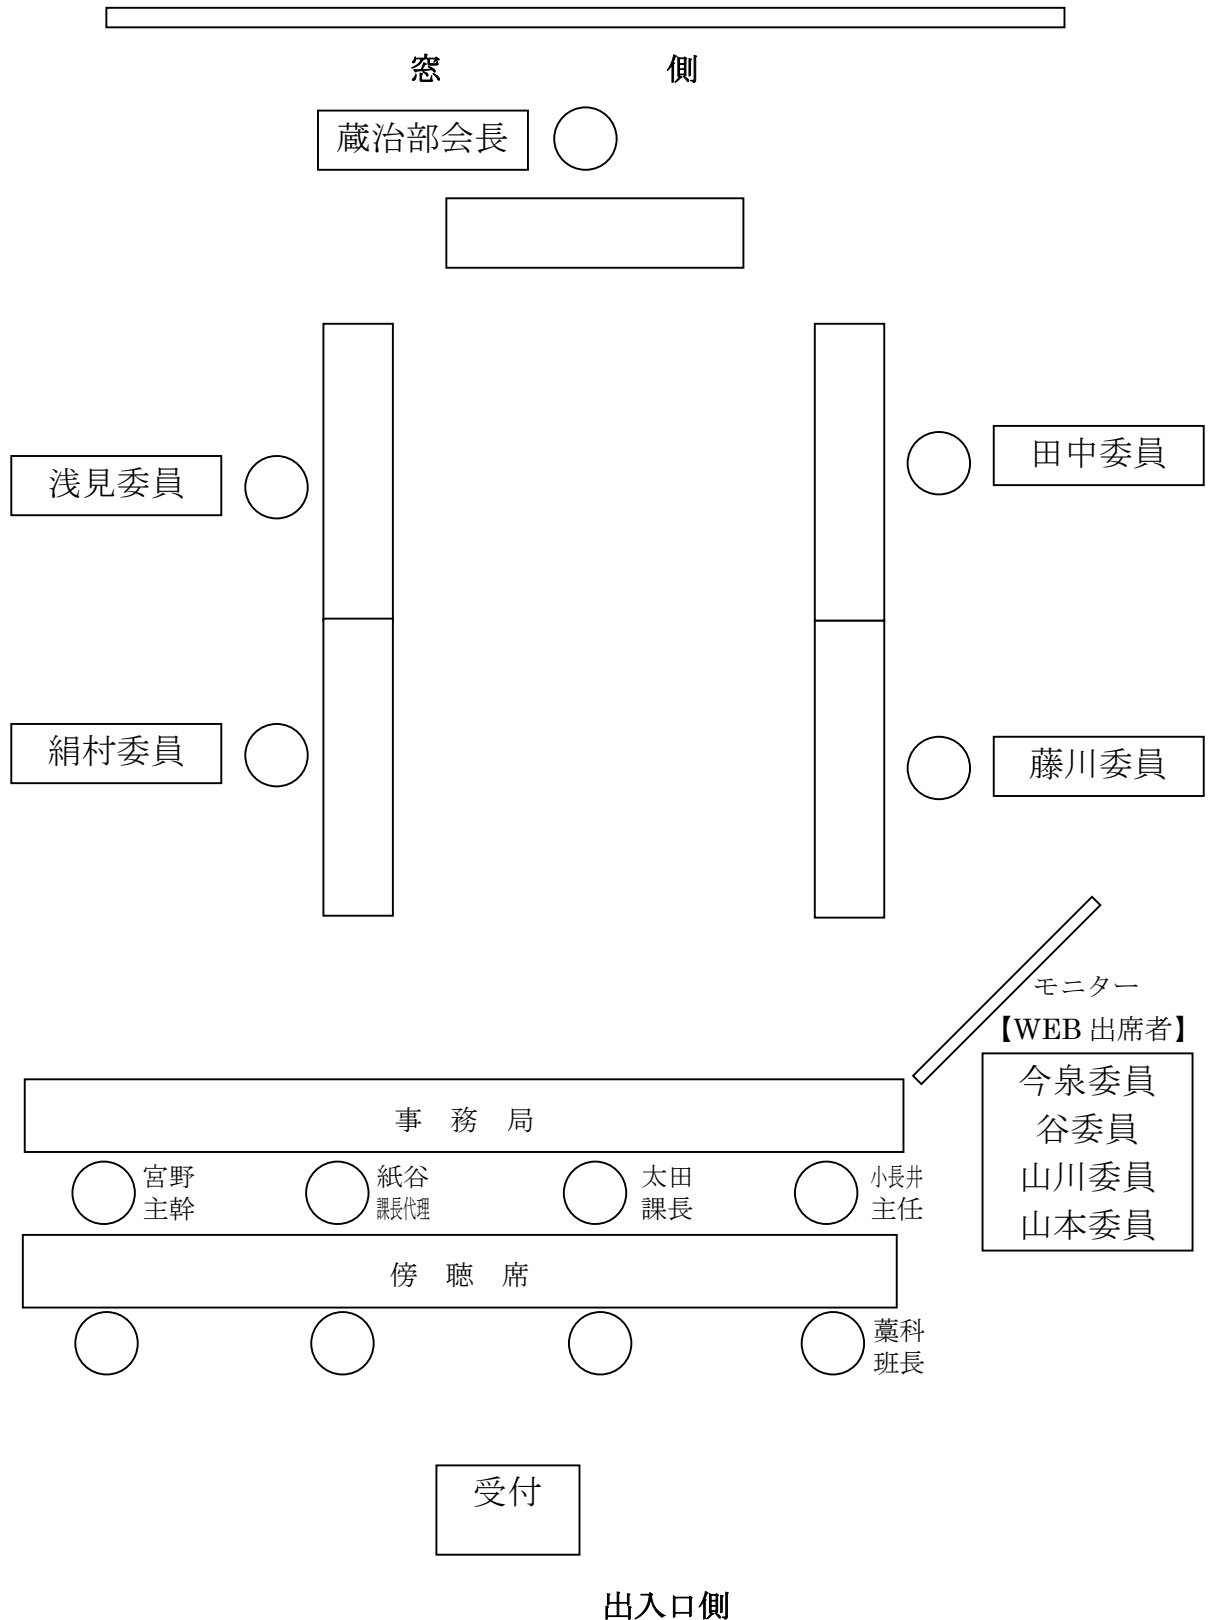 窓　側
蔵治部会長
田中委員
浅見委員
絹村委員
藤川委員
モニター
【WEB 出席者】
今泉委員
谷委員
山川委員
山本委員
事　務　局
宮野
主幹
紙谷
課長代理
太田
課長
小長井
主任
傍　聴　席
藁科
班長
受付
出入口側